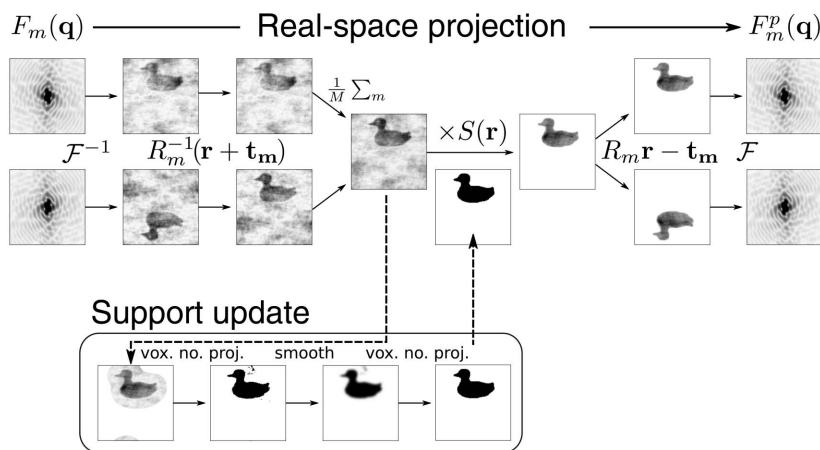 F_m(q) Real-space projection F_m^p(q)
1/M ∑_m
×S(r)
ℱ⁻¹ R_m⁻¹(r + t_m) R_m r − t_m ℱ
Support update
vox. no. proj. smooth vox. no. proj.